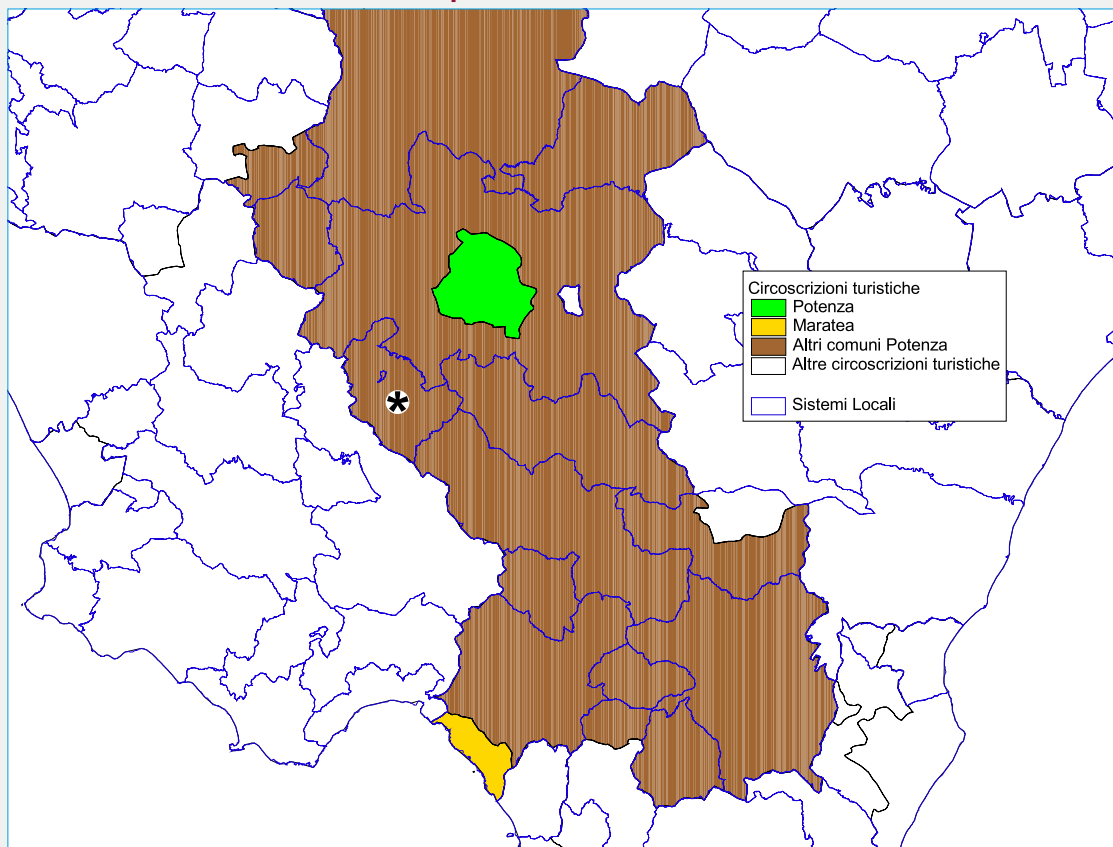 Circoscrizioni turistiche
Potenza
Maratea
Altri comuni Potenza
Altre circoscrizioni turistiche
Sistemi Locali
*